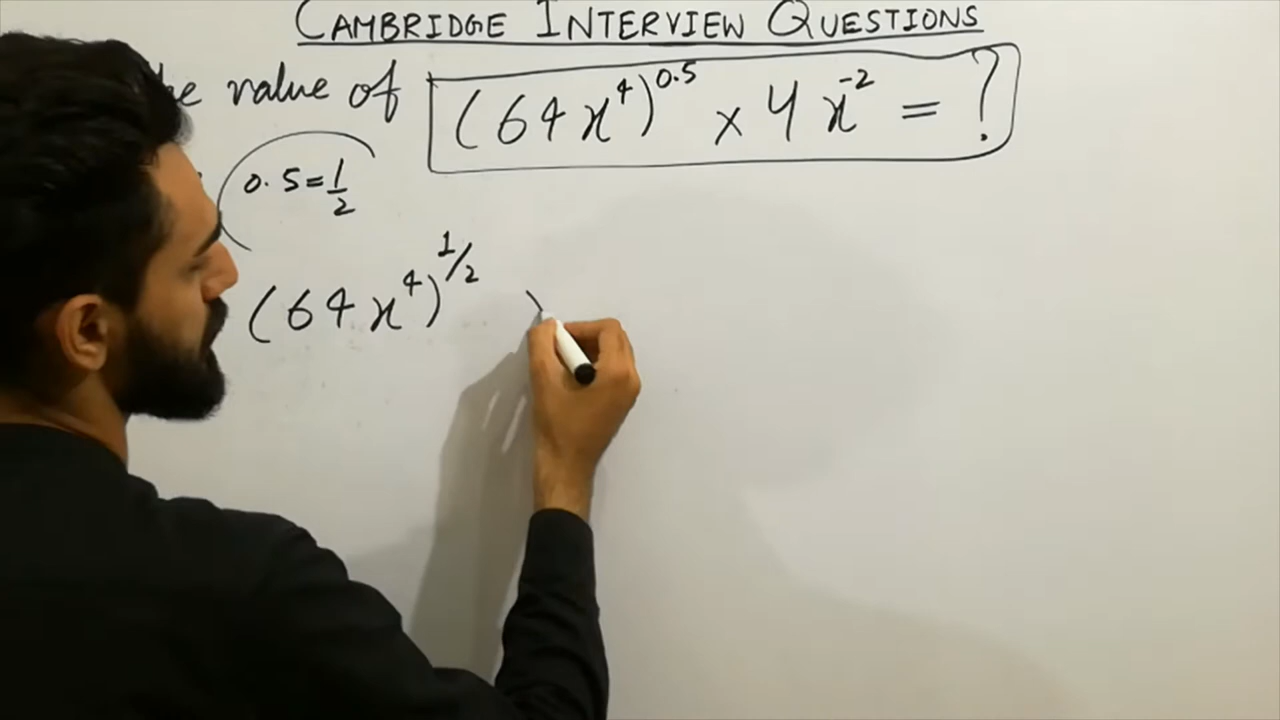 CAMBRIDGE INTERVIEW QUESTIONS
value of (64x⁴)^0.5 × 4x^-2 = ?
0.5=1/2
(64x⁴)^1/2